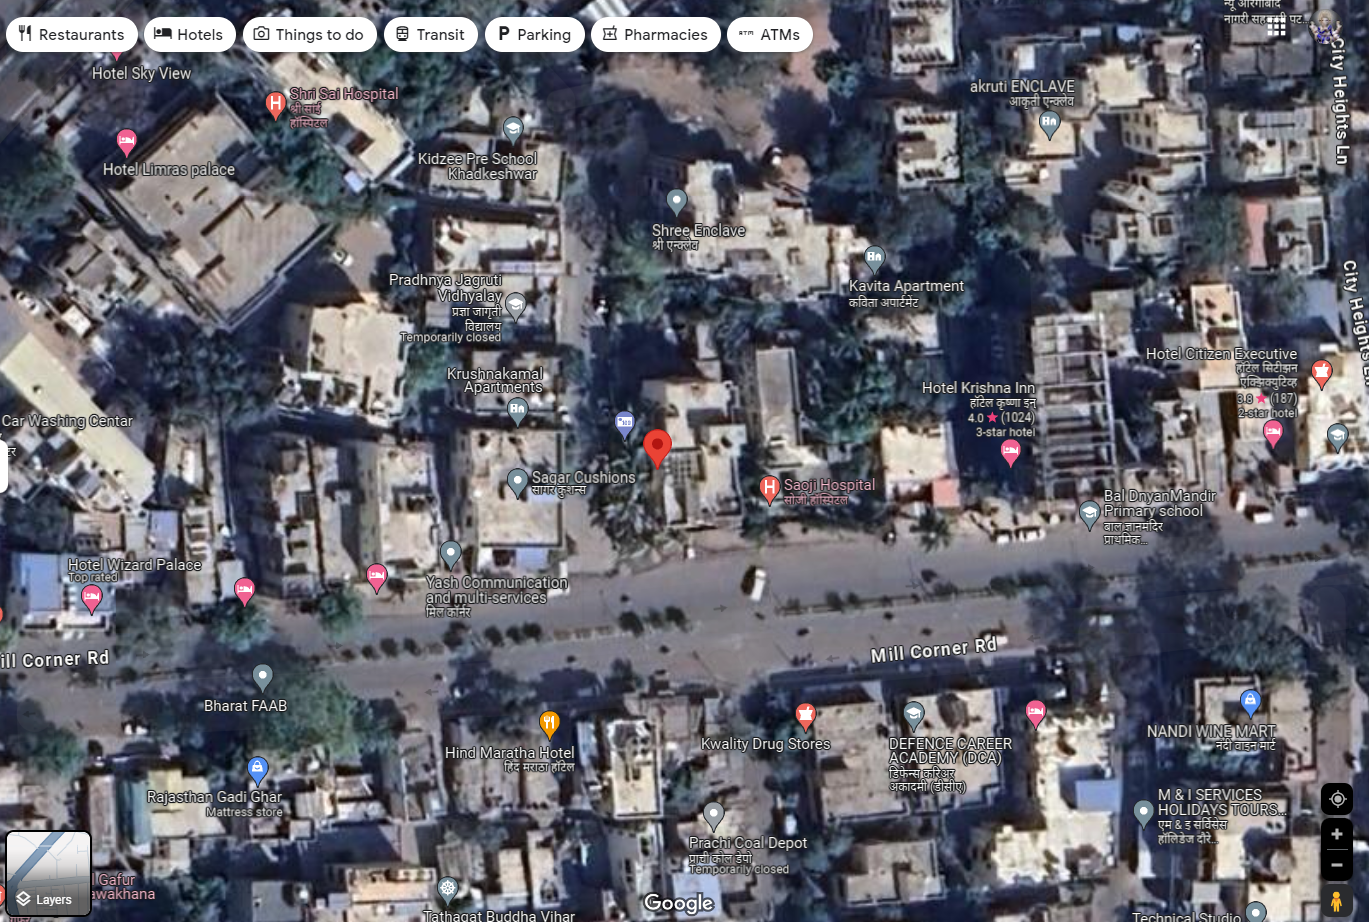 Restaurants
Hotels
Things to do
Transit
Parking
Pharmacies
ATMs
नागरी सहकारी पत...
City Heights Ln
Hotel Sky View
Shri Sai Hospital
श्री साई
हॉस्पिटल
akruti ENCLAVE
आकृती एन्क्लेव
Hotel Limras palace
Kidzee Pre School
Khadkeshwar
Shree Enclave
श्री एन्क्लेव
Kavita Apartment
कविता अपार्टमेंट
Pradhnya Jagruti
Vidhyalay
प्रज्ञा जागृती
विद्यालय
Temporarily closed
City Heights
Hotel Citizen Executive
हॉटेल सिटीझन
एक्झिक्युटिव्ह
3.8 ★ (187)
2-star hotel
Krushnakamal
Apartments
Hotel Krishna Inn
हॉटेल कृष्णा इन्
4.0 ★ (1024)
3-star hotel
Car Washing Centar
Sagar Cushions
सागर कुशन्स
Saoji Hospital
सोजी हॉस्पिटल
Bal DnyanMandir
Primary school
बाल ज्ञानमंदिर
प्राथमिक...
Hotel Wizard Palace
Top rated
Yash Communication
and multi-services
मिल कॉर्नर
ill Corner Rd
Mill Corner Rd
Bharat FAAB
Hind Maratha Hotel
हिंद मराठा हॉटेल
Kwality Drug Stores
DEFENCE CAREER
ACADEMY (DCA)
डिफेन्स करिअर
अकादमी (डीसीए)
NANDI WINE MART
नंदी वाइन मार्ट
Rajasthan Gadi Ghar
Mattress store
M & I SERVICES
HOLIDAYS TOURS...
एम & इ सर्विसेस
हॉलिडेज दौरे...
Prachi Coal Depot
प्राची कोल डेपो
Temporarily closed
l Gafur
awakhana
Layers
Google
Tathagat Buddha Vihar
Technical Studio